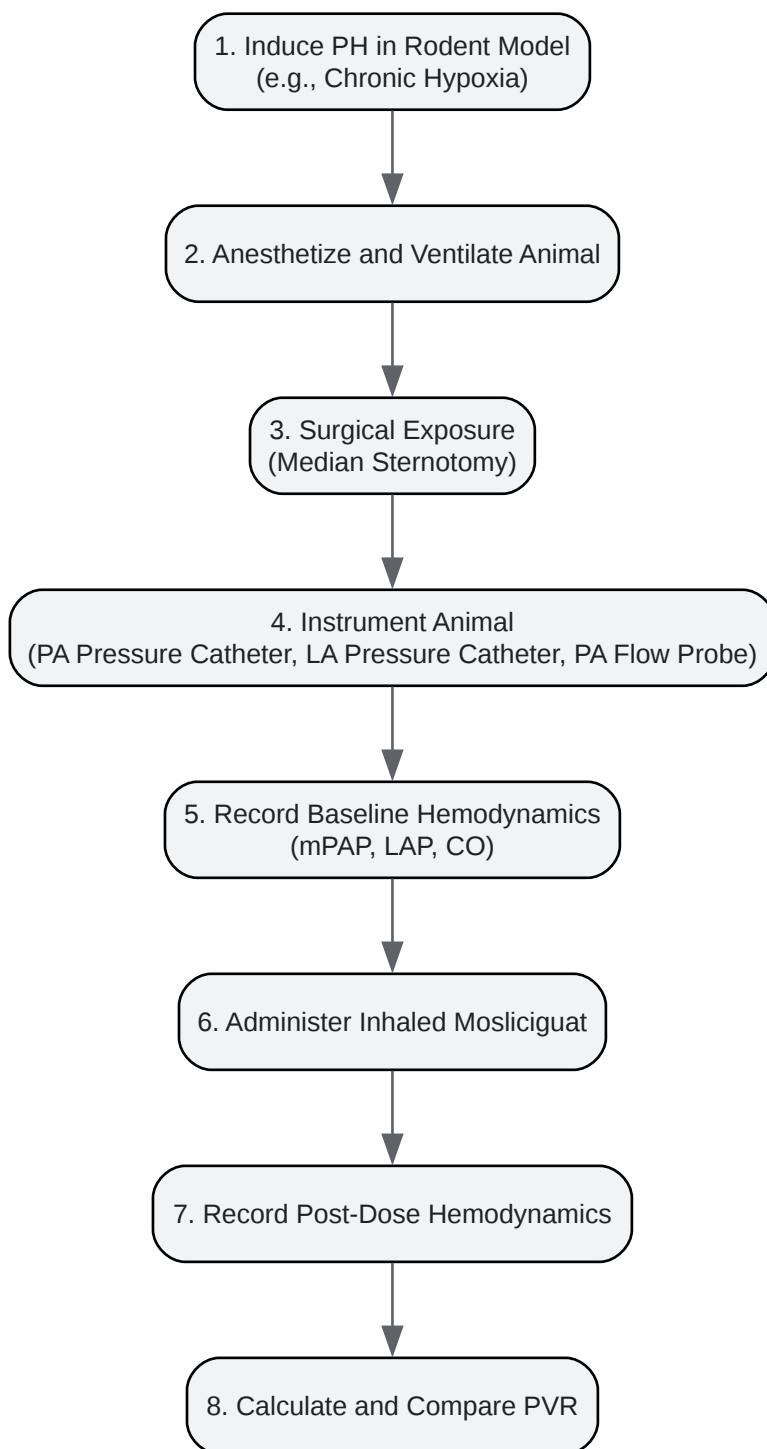 1. Induce PH in Rodent Model
(e.g., Chronic Hypoxia)
2. Anesthetize and Ventilate Animal
3. Surgical Exposure
(Median Sternotomy)
4. Instrument Animal
(PA Pressure Catheter, LA Pressure Catheter, PA Flow Probe)
5. Record Baseline Hemodynamics
(mPAP, LAP, CO)
6. Administer Inhaled Mosliciguat
7. Record Post-Dose Hemodynamics
8. Calculate and Compare PVR